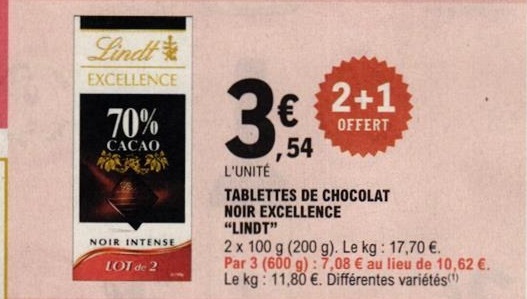 Lindt
EXCELLENCE
70%
CACAO
NOIR INTENSE
LOT de 2
3€,54
2+1
OFFERT
L'UNITÉ
TABLETTES DE CHOCOLAT
NOIR EXCELLENCE
"LINDT"
2 x 100 g (200 g). Le kg : 17,70 €.
Par 3 (600 g) : 7,08 € au lieu de 10,62 €.
Le kg : 11,80 €. Différentes variétés(1)